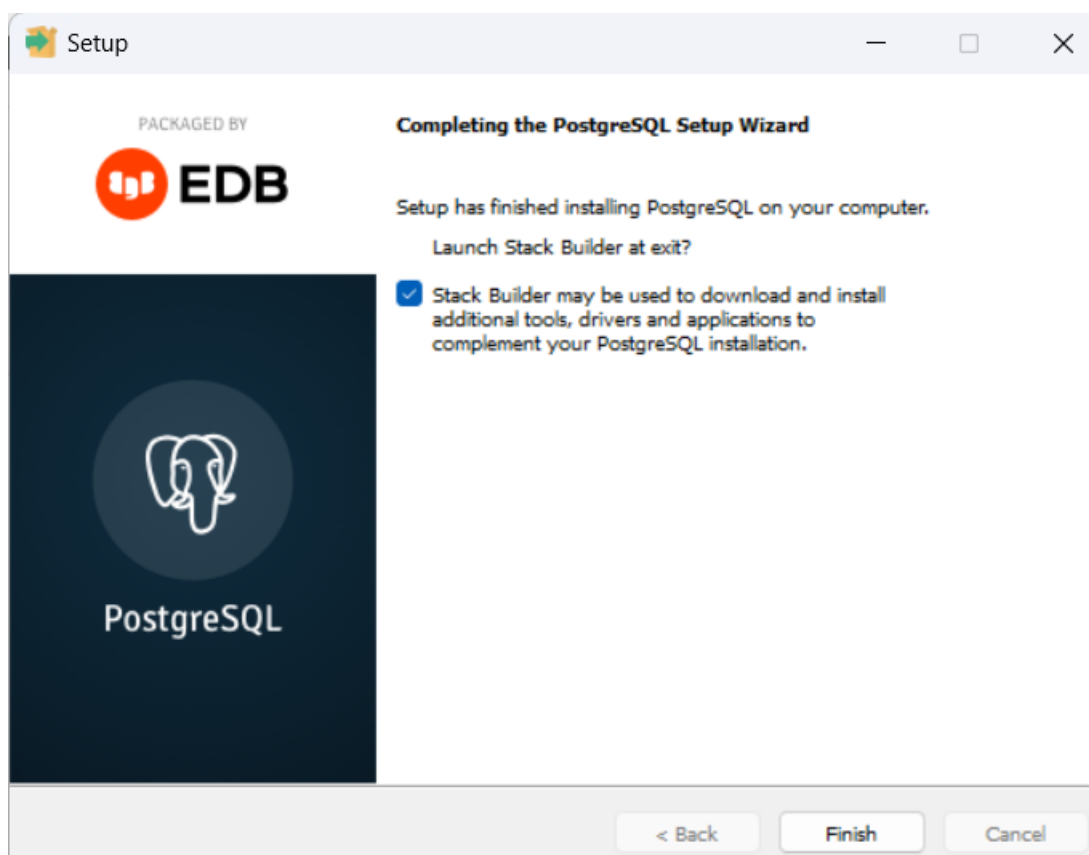 Setup
PACKAGED BY
EDB
Completing the PostgreSQL Setup Wizard
Setup has finished installing PostgreSQL on your computer.
Launch Stack Builder at exit?
Stack Builder may be used to download and install
additional tools, drivers and applications to
complement your PostgreSQL installation.
PostgreSQL
< Back
Finish
Cancel